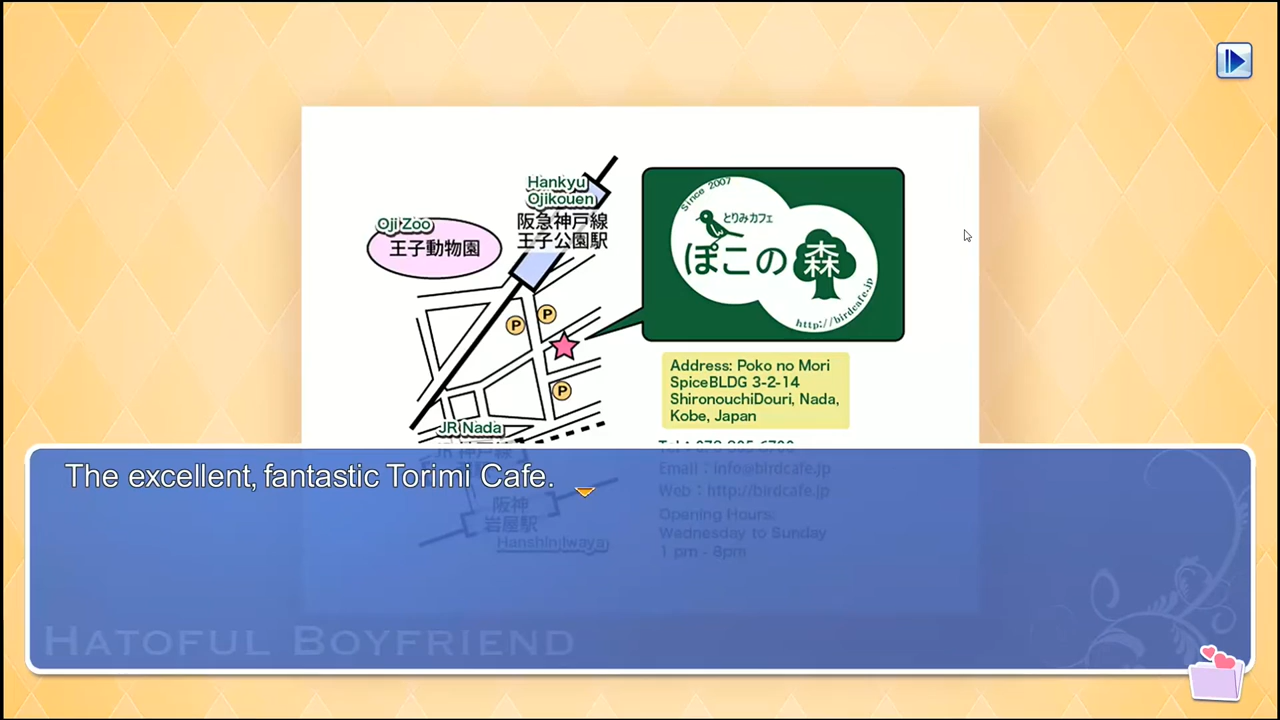 Hankyu
Ojikouen
阪急神戸線
王子公園駅
Oji Zoo
王子動物園
P
P
P
Since 2007
とりみカフェ
ぽこの森
http://birdcafe.jp
Address: Poko no Mori
SpiceBLDG 3-2-14
ShironouchiDouri, Nada,
Kobe, Japan
JR Nada
JR 神戸線
Email : info@birdcafe.jp
Web : http://birdcafe.jp
阪神
岩屋駅
Hanshin Iwaya
Opening Hours:
Wednesday to Sunday
1 pm - 8pm
The excellent, fantastic Torimi Cafe.
HATOFUL BOYFRIEND